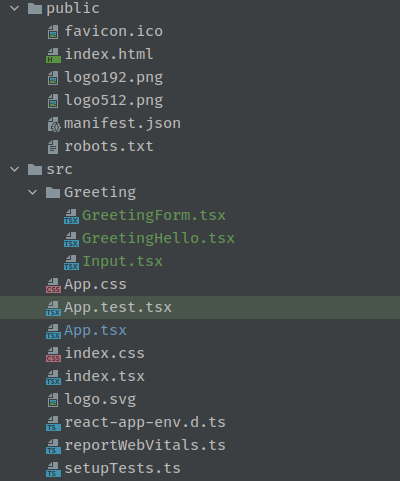 public
favicon.ico
index.html
logo192.png
logo512.png
manifest.json
robots.txt
src
Greeting
GreetingForm.tsx
GreetingHello.tsx
Input.tsx
App.css
App.test.tsx
App.tsx
index.css
index.tsx
logo.svg
react-app-env.d.ts
reportWebVitals.ts
setupTests.ts